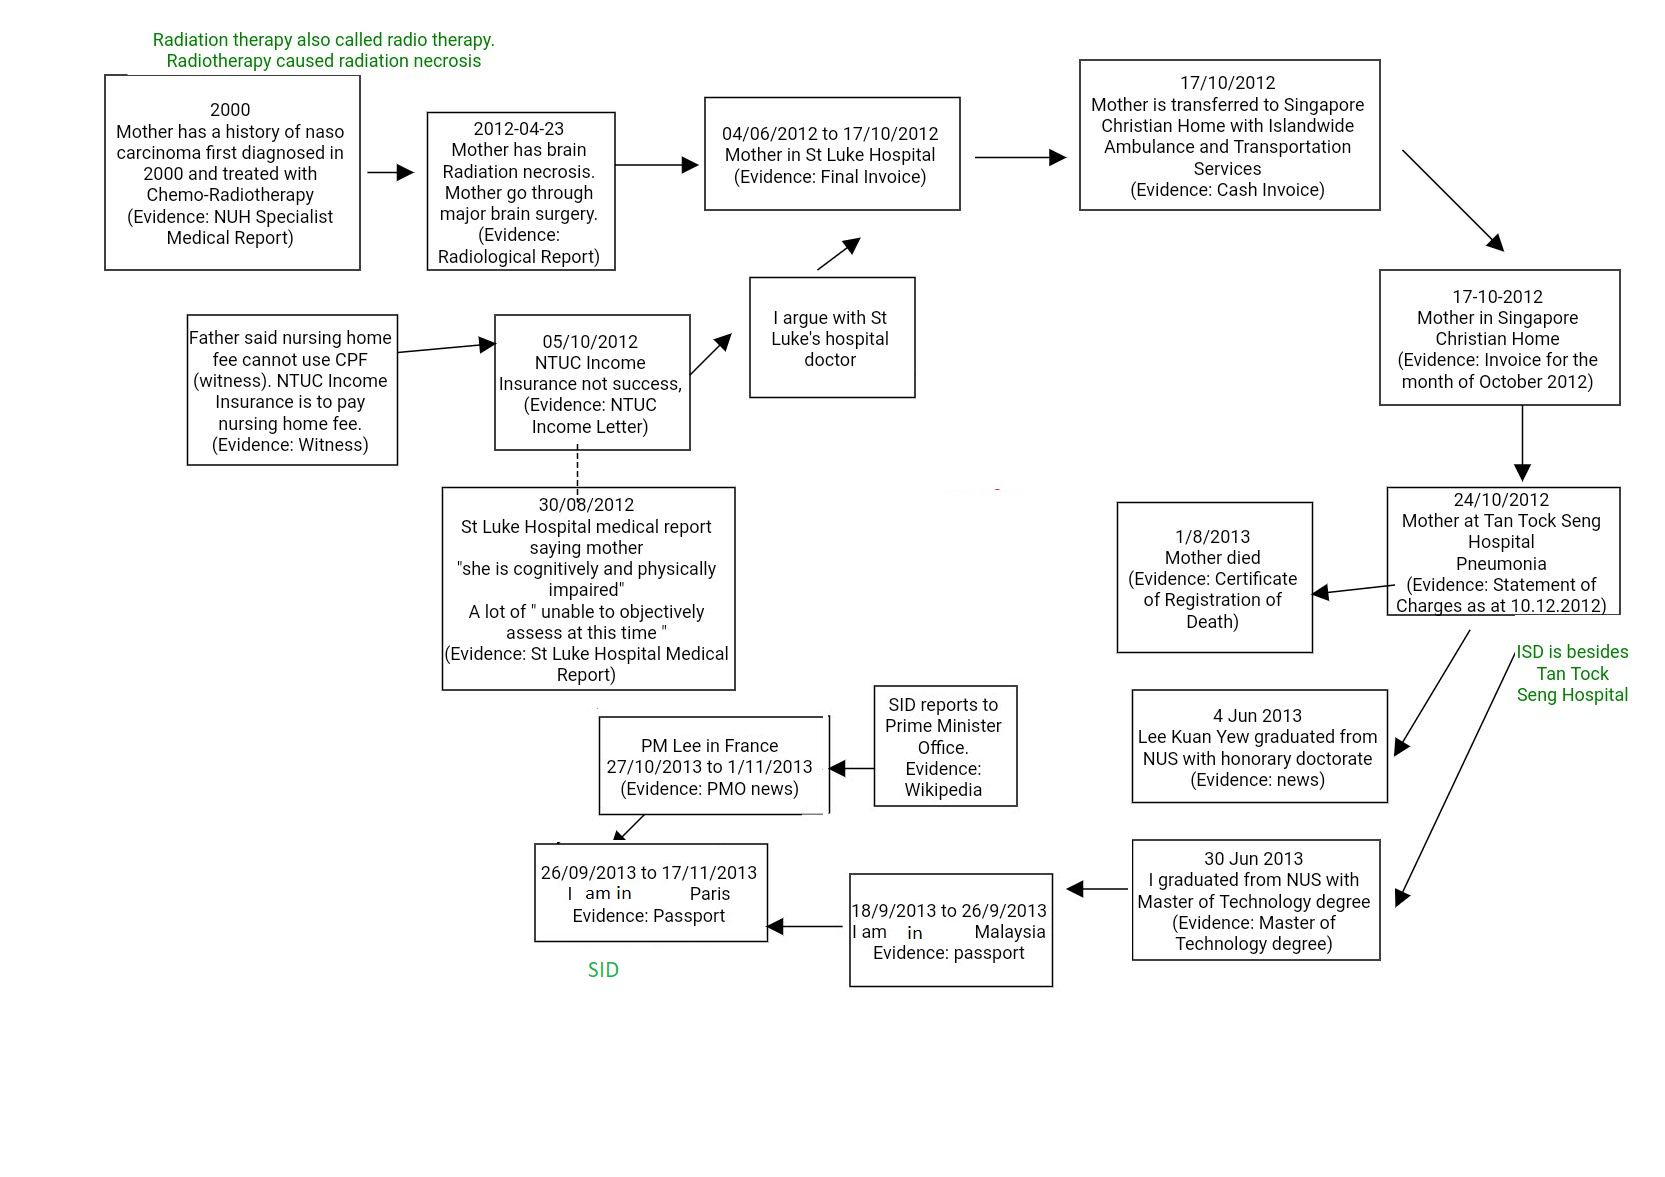 Radiation therapy also called radio therapy.
Radiotherapy caused radiation necrosis
2000
Mother has a history of naso
carcinoma first diagnosed in
2000 and treated with
Chemo-Radiotherapy
(Evidence: NUH Specialist
Medical Report)
2012-04-23
Mother has brain
Radiation necrosis.
Mother go through
major brain surgery.
(Evidence:
Radiological Report)
04/06/2012 to 17/10/2012
Mother in St Luke Hospital
(Evidence: Final Invoice)
17/10/2012
Mother is transferred to Singapore
Christian Home with Islandwide
Ambulance and Transportation
Services
(Evidence: Cash Invoice)
Father said nursing home
fee cannot use CPF
(witness). NTUC Income
Insurance is to pay
nursing home fee.
(Evidence: Witness)
05/10/2012
NTUC Income
Insurance not success,
(Evidence: NTUC
Income Letter)
I argue with St
Luke's hospital
doctor
17-10-2012
Mother in Singapore
Christian Home
(Evidence: Invoice for the
month of October 2012)
30/08/2012
St Luke Hospital medical report
saying mother
"she is cognitively and physically
impaired"
A lot of " unable to objectively
assess at this time "
(Evidence: St Luke Hospital Medical
Report)
1/8/2013
Mother died
(Evidence: Certificate
of Registration of
Death)
24/10/2012
Mother at Tan Tock Seng
Hospital
Pneumonia
(Evidence: Statement of
Charges as at 10.12.2012)
ISD is besides
Tan Tock
Seng Hospital
4 Jun 2013
Lee Kuan Yew graduated from
NUS with honorary doctorate
(Evidence: news)
SID reports to
Prime Minister
Office.
Evidence:
Wikipedia
PM Lee in France
27/10/2013 to 1/11/2013
(Evidence: PMO news)
26/09/2013 to 17/11/2013
I am in Paris
Evidence: Passport
SID
18/9/2013 to 26/9/2013
I am in Malaysia
Evidence: passport
30 Jun 2013
I graduated from NUS with
Master of Technology degree
(Evidence: Master of
Technology degree)